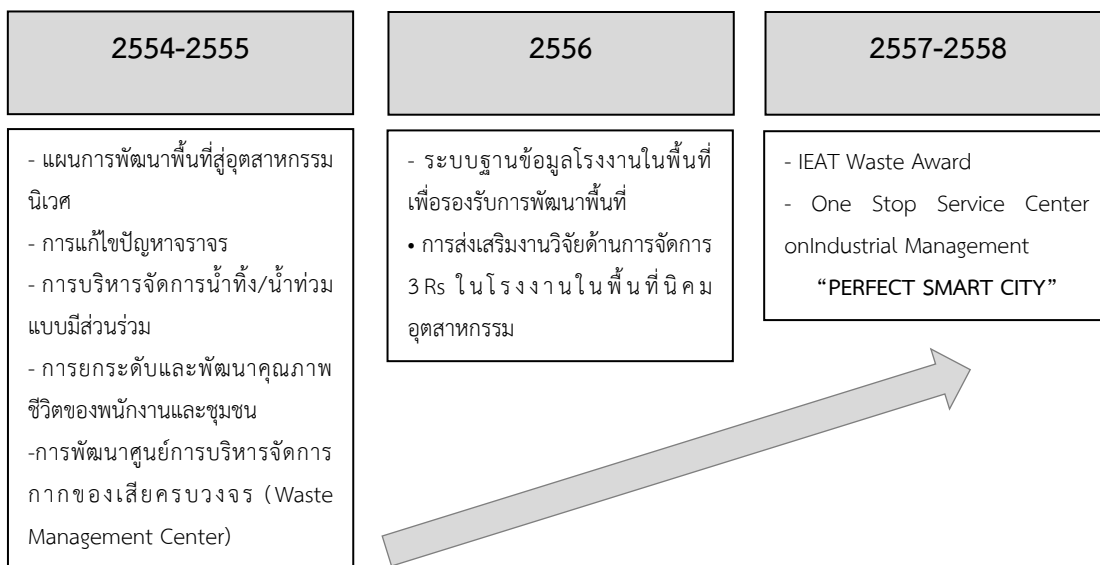 2554-2555
- แผนการพัฒนาพื้นที่สู่อุตสาหกรรม
นิเวศ
- การแก้ไขปัญหาจราจร
- การบริหารจัดการน้ำทิ้ง/น้ำท่วม
แบบมีส่วนร่วม
- การยกระดับและพัฒนาคุณภาพ
ชีวิตของพนักงานและชุมชน
-การพัฒนาศูนย์การบริหารจัดการ
กากของเสียครบวงจร (Waste
Management Center)
2556
- ระบบฐานข้อมูลโรงงานในพื้นที่
เพื่อรองรับการพัฒนาพื้นที่
• การส่งเสริมงานวิจัยด้านการจัดการ
3 Rs ในโรงงานในพื้นที่นิคม
อุตสาหกรรม
2557-2558
- IEAT Waste Award
- One Stop Service Center
onIndustrial Management
“PERFECT SMART CITY”